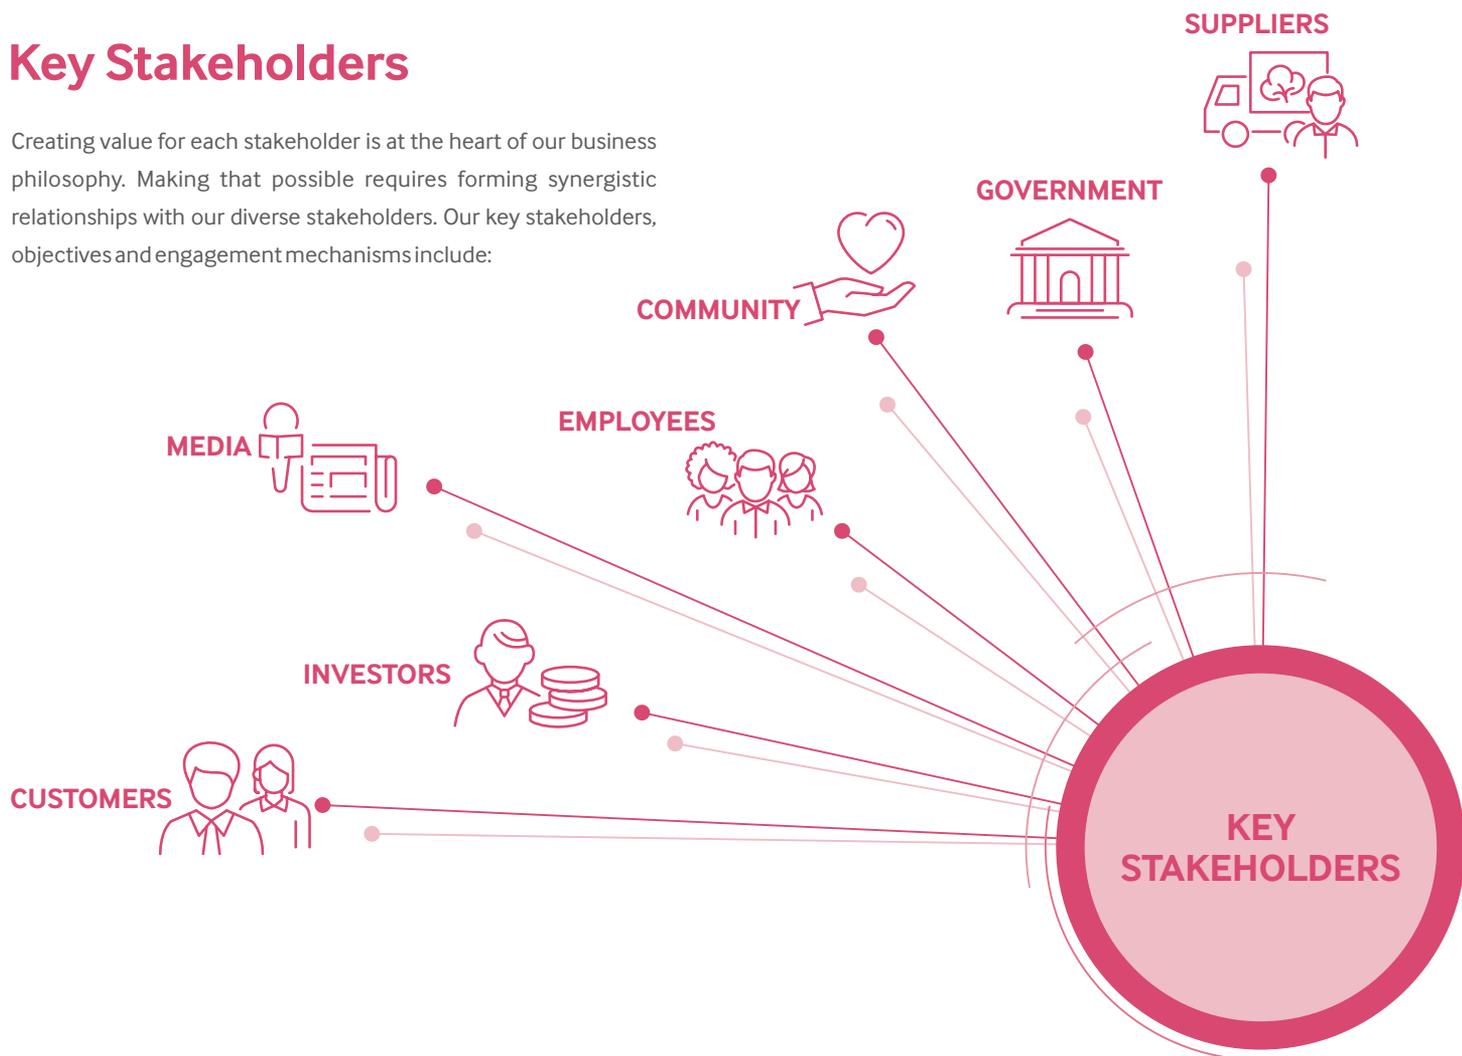 Key Stakeholders
Creating value for each stakeholder is at the heart of our business
philosophy. Making that possible requires forming synergistic
relationships with our diverse stakeholders. Our key stakeholders,
objectives and engagement mechanisms include:
SUPPLIERS
GOVERNMENT
COMMUNITY
EMPLOYEES
MEDIA
INVESTORS
CUSTOMERS
KEY
STAKEHOLDERS